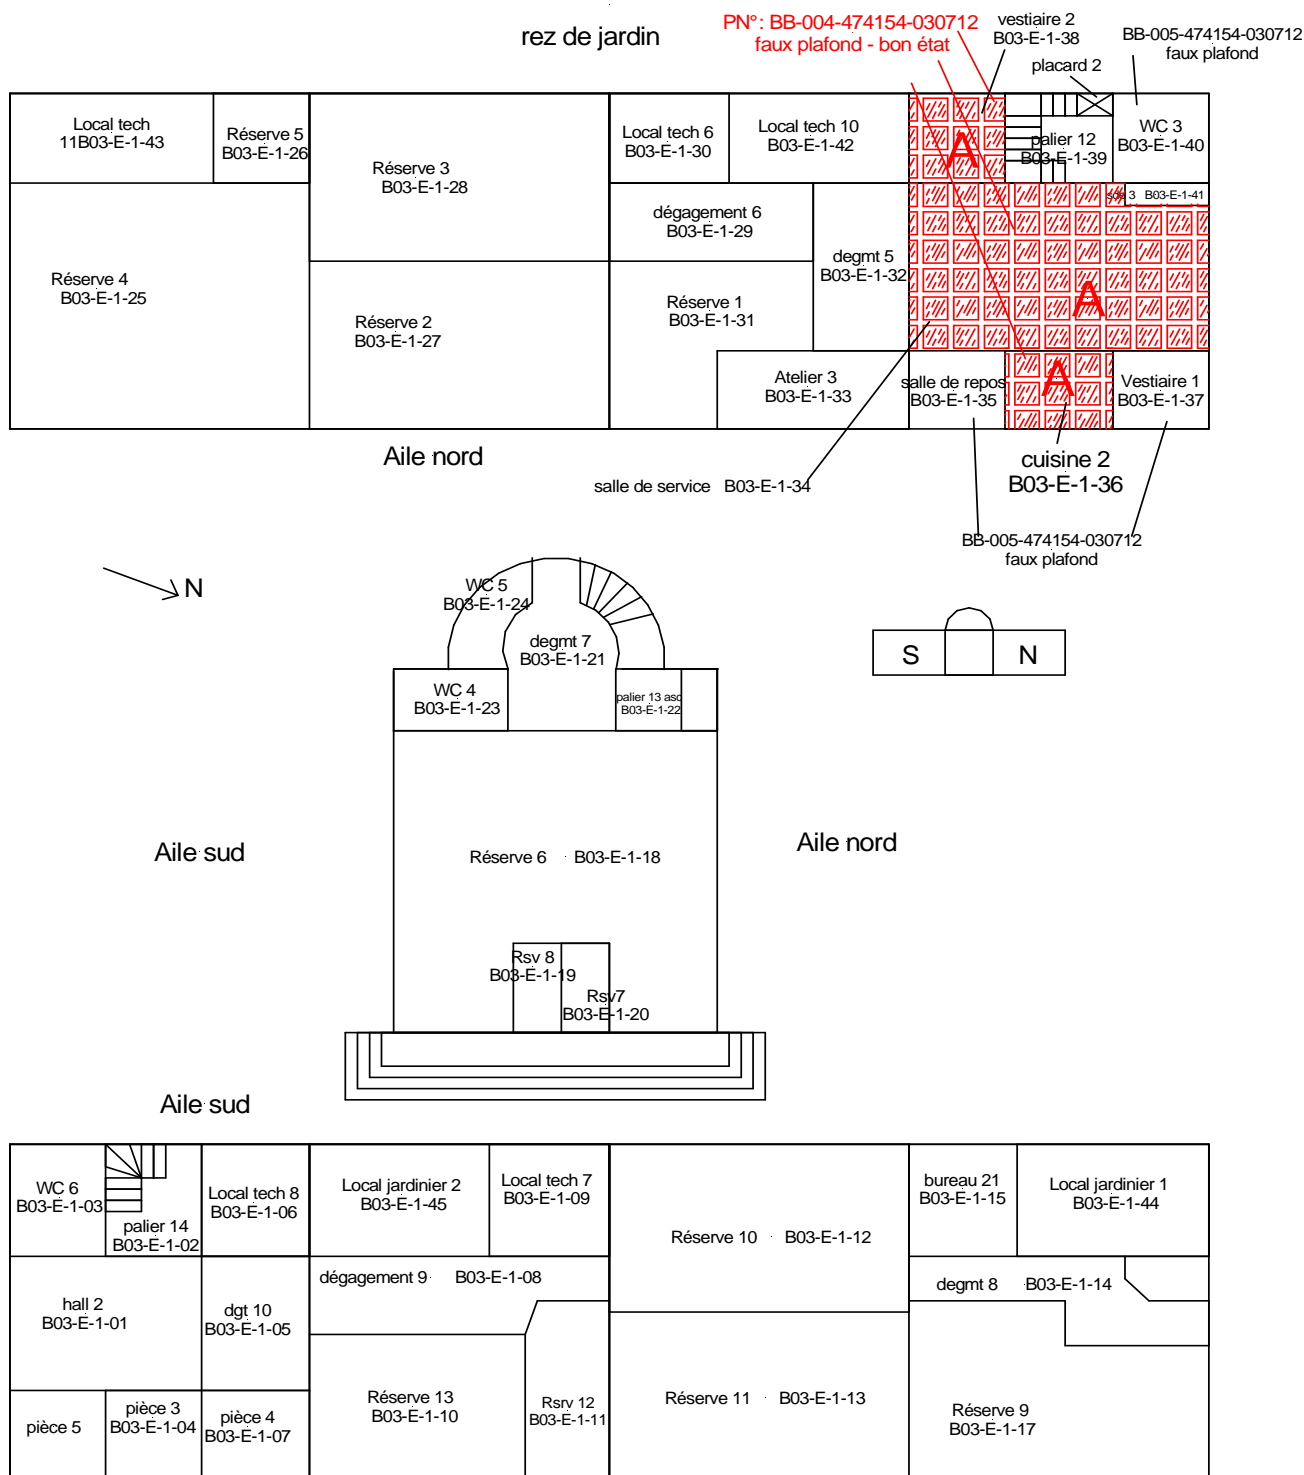 rez de jardin
PN°: BB-004-474154-030712
faux plafond - bon état
vestiaire 2
B03-E-1-38
placard 2
BB-005-474154-030712
faux plafond
Local tech
11B03-E-1-43
Réserve 5
B03-E-1-26
Réserve 3
B03-E-1-28
Local tech 6
B03-E-1-30
Local tech 10
B03-E-1-42
A
palier 12
B03-E-1-39
WC 3
B03-E-1-40
3 B03-E-1-41
dégagement 6
B03-E-1-29
degmt 5
B03-E-1-32
Réserve 4
B03-E-1-25
Réserve 2
B03-E-1-27
Réserve 1
B03-E-1-31
A
Atelier 3
B03-E-1-33
salle de repos
B03-E-1-35
A
Vestiaire 1
B03-E-1-37
Aile nord
salle de service B03-E-1-34
cuisine 2
B03-E-1-36
BB-005-474154-030712
faux plafond
N
WC 5
B03-E-1-24
degmt 7
B03-E-1-21
S
N
WC 4
B03-E-1-23
palier 13 asc
B03-E-1-22
Aile sud
Réserve 6 B03-E-1-18
Aile nord
Rsv 8
B03-E-1-19
Rsv7
B03-E-1-20
Aile sud
WC 6
B03-E-1-03
palier 14
B03-E-1-02
Local tech 8
B03-E-1-06
Local jardinier 2
B03-E-1-45
Local tech 7
B03-E-1-09
Réserve 10 B03-E-1-12
bureau 21
B03-E-1-15
Local jardinier 1
B03-E-1-44
hall 2
B03-E-1-01
dgt 10
B03-E-1-05
dégagement 9 B03-E-1-08
degmt 8 B03-E-1-14
pièce 5
pièce 3
B03-E-1-04
pièce 4
B03-E-1-07
Réserve 13
B03-E-1-10
Rsrv 12
B03-E-1-11
Réserve 11 B03-E-1-13
Réserve 9
B03-E-1-17